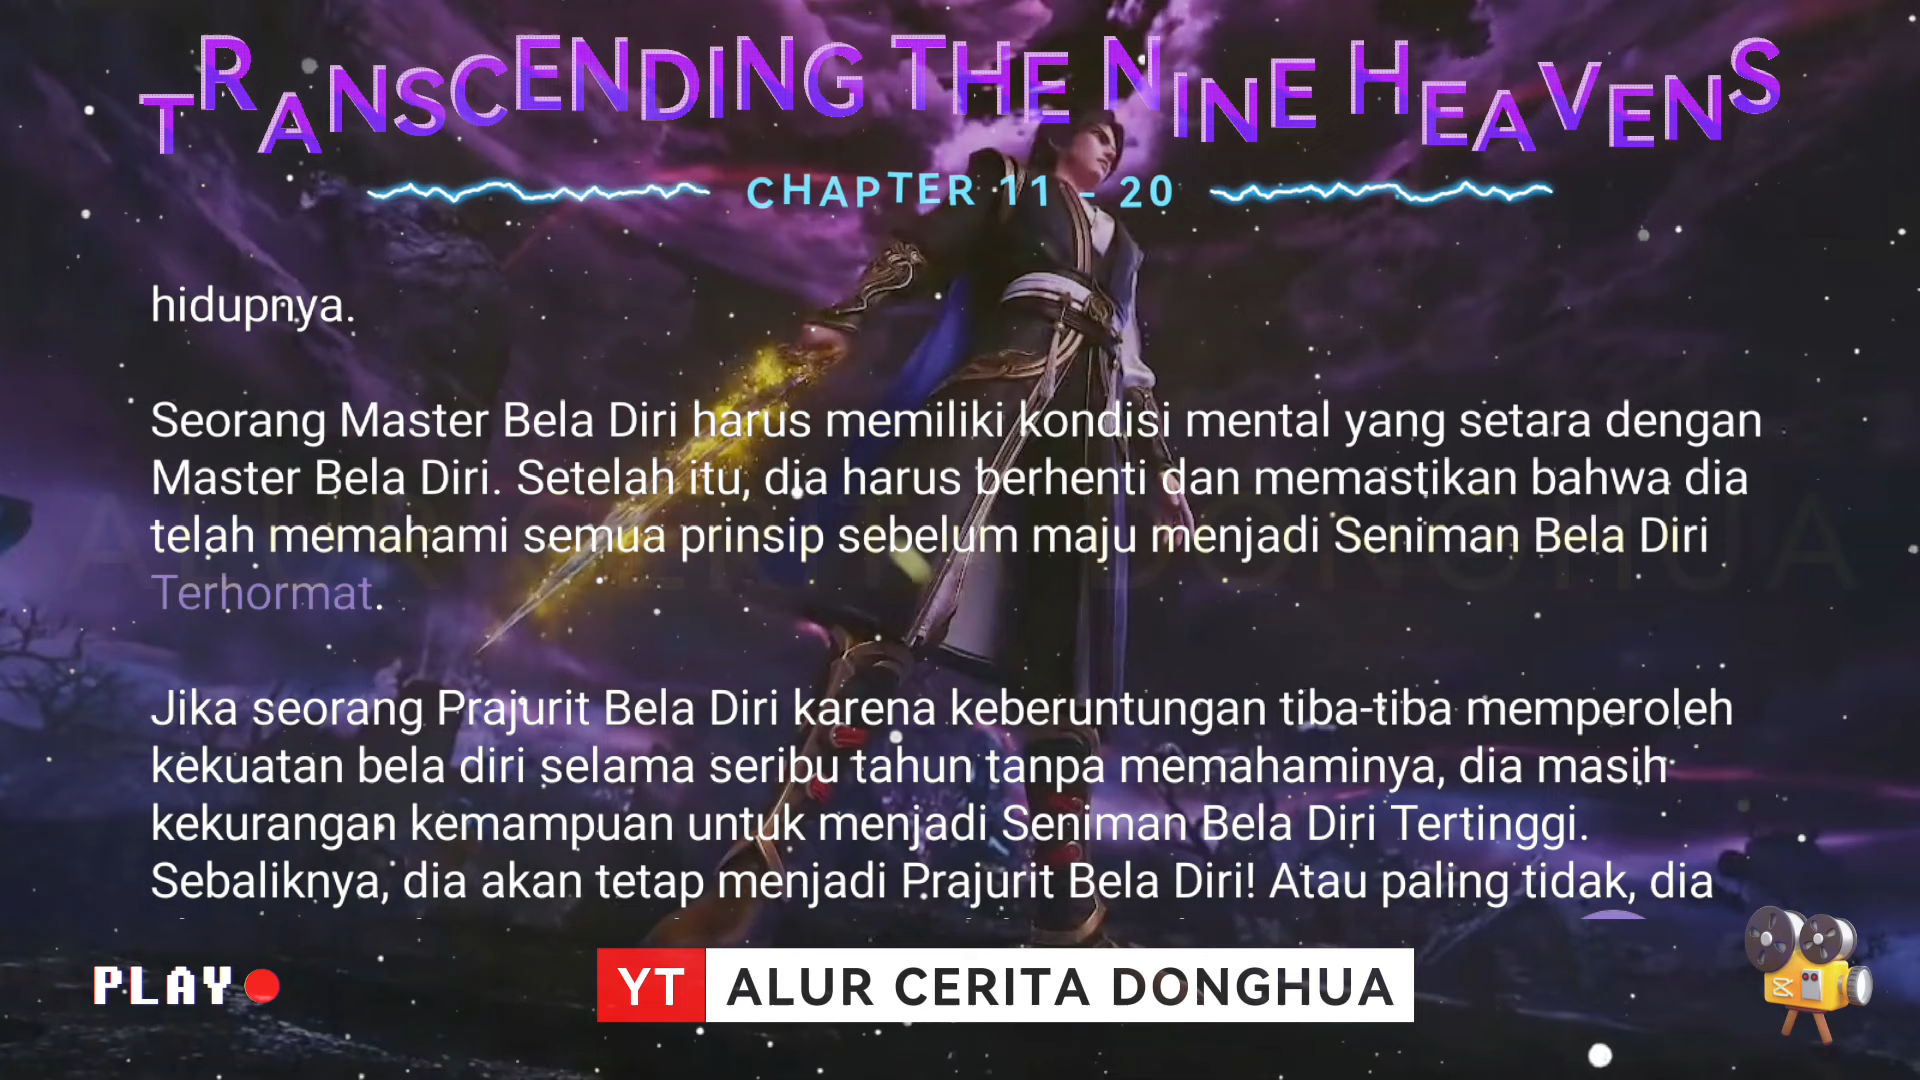 TRANSCENDING THE NINE HEAVENS
CHAPTER 11 - 20
hidupnya.
Seorang Master Bela Diri harus memiliki kondisi mental yang setara dengan
Master Bela Diri. Setelah itu, dia harus berhenti dan memastikan bahwa dia
telah memahami semua prinsip sebelum maju menjadi Seniman Bela Diri
Terhormat.
Jika seorang Prajurit Bela Diri karena keberuntungan tiba-tiba memperoleh
kekuatan bela diri selama seribu tahun tanpa memahaminya, dia masih
kekurangan kemampuan untuk menjadi Seniman Bela Diri Tertinggi.
Sebaliknya, dia akan tetap menjadi Prajurit Bela Diri! Atau paling tidak, dia
PLAY
YT ALUR CERITA DONGHUA